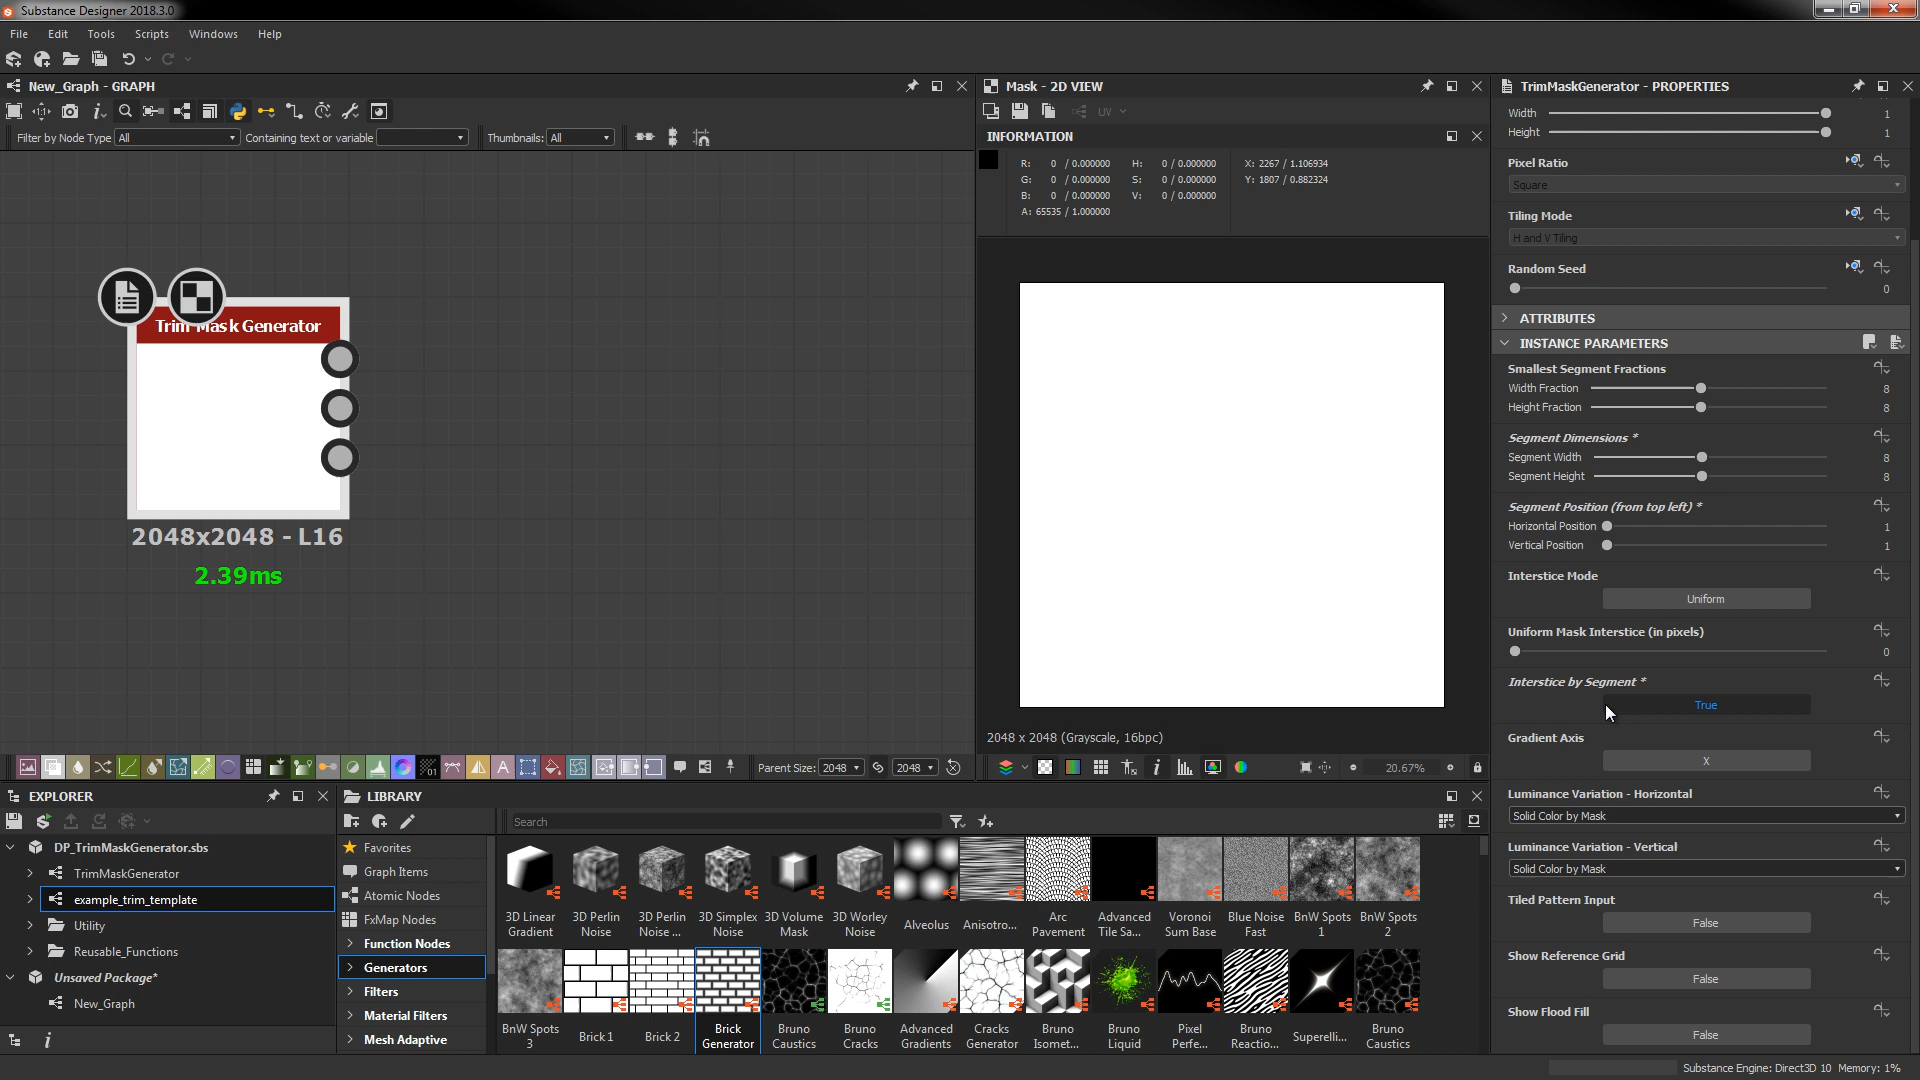 Substance Designer 2018.3.0
File Edit Tools Scripts Windows Help
New_Graph - GRAPH
Filter by Node Type All Containing text or variable Thumbnails: All
Trim Mask Generator
2048x2048 - L16
2.39ms
Parent Size: 2048 2048
Mask - 2D VIEW
UV
INFORMATION
R: 0 / 0.000000 H: 0 / 0.000000 X: 2267 / 1.106934
G: 0 / 0.000000 S: 0 / 0.000000 Y: 1807 / 0.882324
B: 0 / 0.000000 V: 0 / 0.000000
A: 65535 / 1.000000
2048 x 2048 (Grayscale, 16bpc)
20.67%
TrimMaskGenerator - PROPERTIES
Width 1
Height 1
Pixel Ratio
Square
Tiling Mode
H and V Tiling
Random Seed
0
ATTRIBUTES
INSTANCE PARAMETERS
Smallest Segment Fractions
Width Fraction 8
Height Fraction 8
Segment Dimensions *
Segment Width 8
Segment Height 8
Segment Position (from top left) *
Horizontal Position 1
Vertical Position 1
Interstice Mode
Uniform
Uniform Mask Interstice (in pixels)
0
Interstice by Segment *
True
Gradient Axis
X
Luminance Variation - Horizontal
Solid Color by Mask
Luminance Variation - Vertical
Solid Color by Mask
Tiled Pattern Input
False
Show Reference Grid
False
Show Flood Fill
False
EXPLORER
DP_TrimMaskGenerator.sbs
TrimMaskGenerator
example_trim_template
Utility
Reusable_Functions
Unsaved Package*
New_Graph
LIBRARY
Favorites
Graph Items
Atomic Nodes
FxMap Nodes
Function Nodes
Generators
Filters
Material Filters
Mesh Adaptive
Search
3D Linear Gradient
3D Perlin Noise
3D Perlin Noise ...
3D Simplex Noise
3D Volume Mask
3D Worley Noise
Alveolus
Anisotro...
Arc Pavement
Advanced Tile Sa...
Voronoi Sum Base
Blue Noise Fast
BnW Spots 1
BnW Spots 2
BnW Spots 3
Brick 1
Brick 2
Brick Generator
Bruno Caustics
Bruno Cracks
Advanced Gradients
Cracks Generator
Bruno Isomet...
Bruno Liquid
Pixel Perfe...
Bruno Reactio...
Superelli...
Bruno Caustics
Substance Engine: Direct3D 10 Memory: 1%